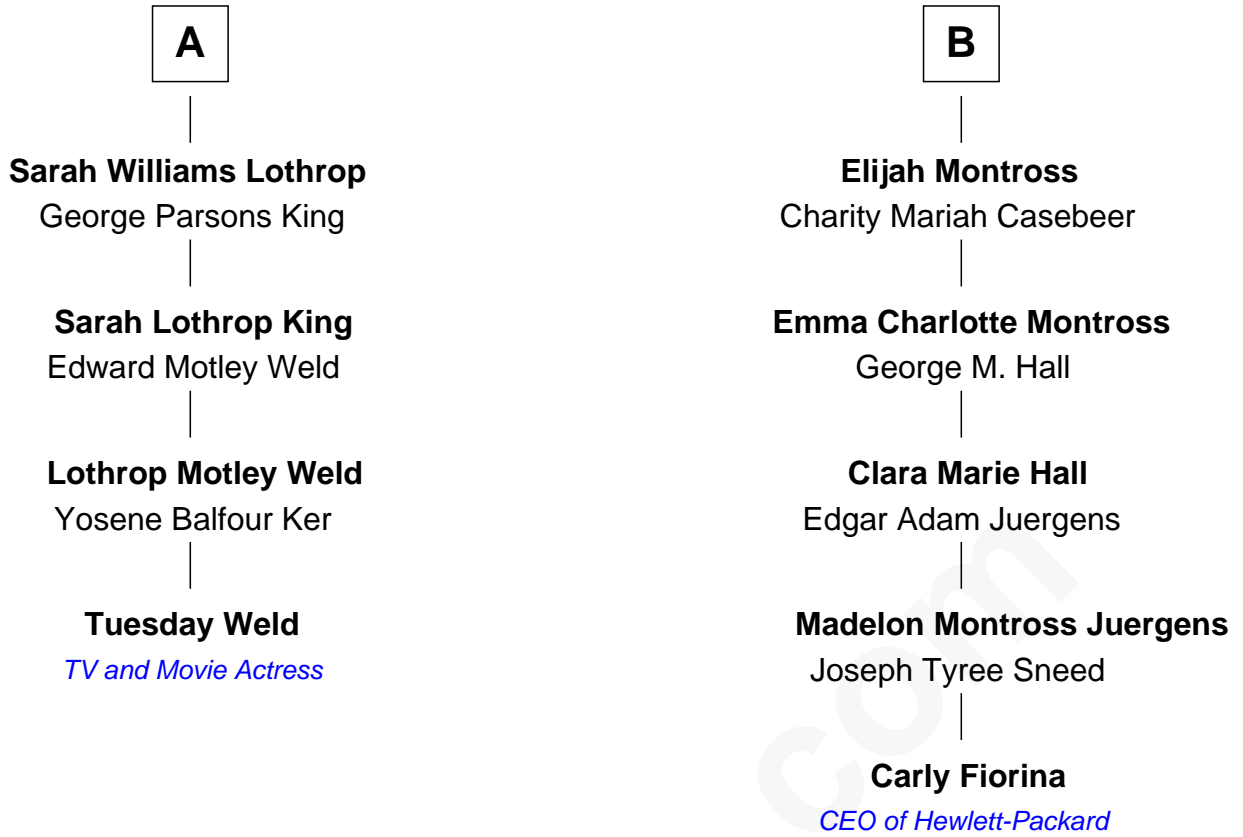 A
Sarah Williams Lothrop
George Parsons King
Sarah Lothrop King
Edward Motley Weld
Lothrop Motley Weld
Yosene Balfour Ker
Tuesday Weld
TV and Movie Actress
B
Elijah Montross
Charity Mariah Casebeer
Emma Charlotte Montross
George M. Hall
Clara Marie Hall
Edgar Adam Juergens
Madelon Montross Juergens
Joseph Tyree Sneed
Carly Fiorina
CEO of Hewlett-Packard
com